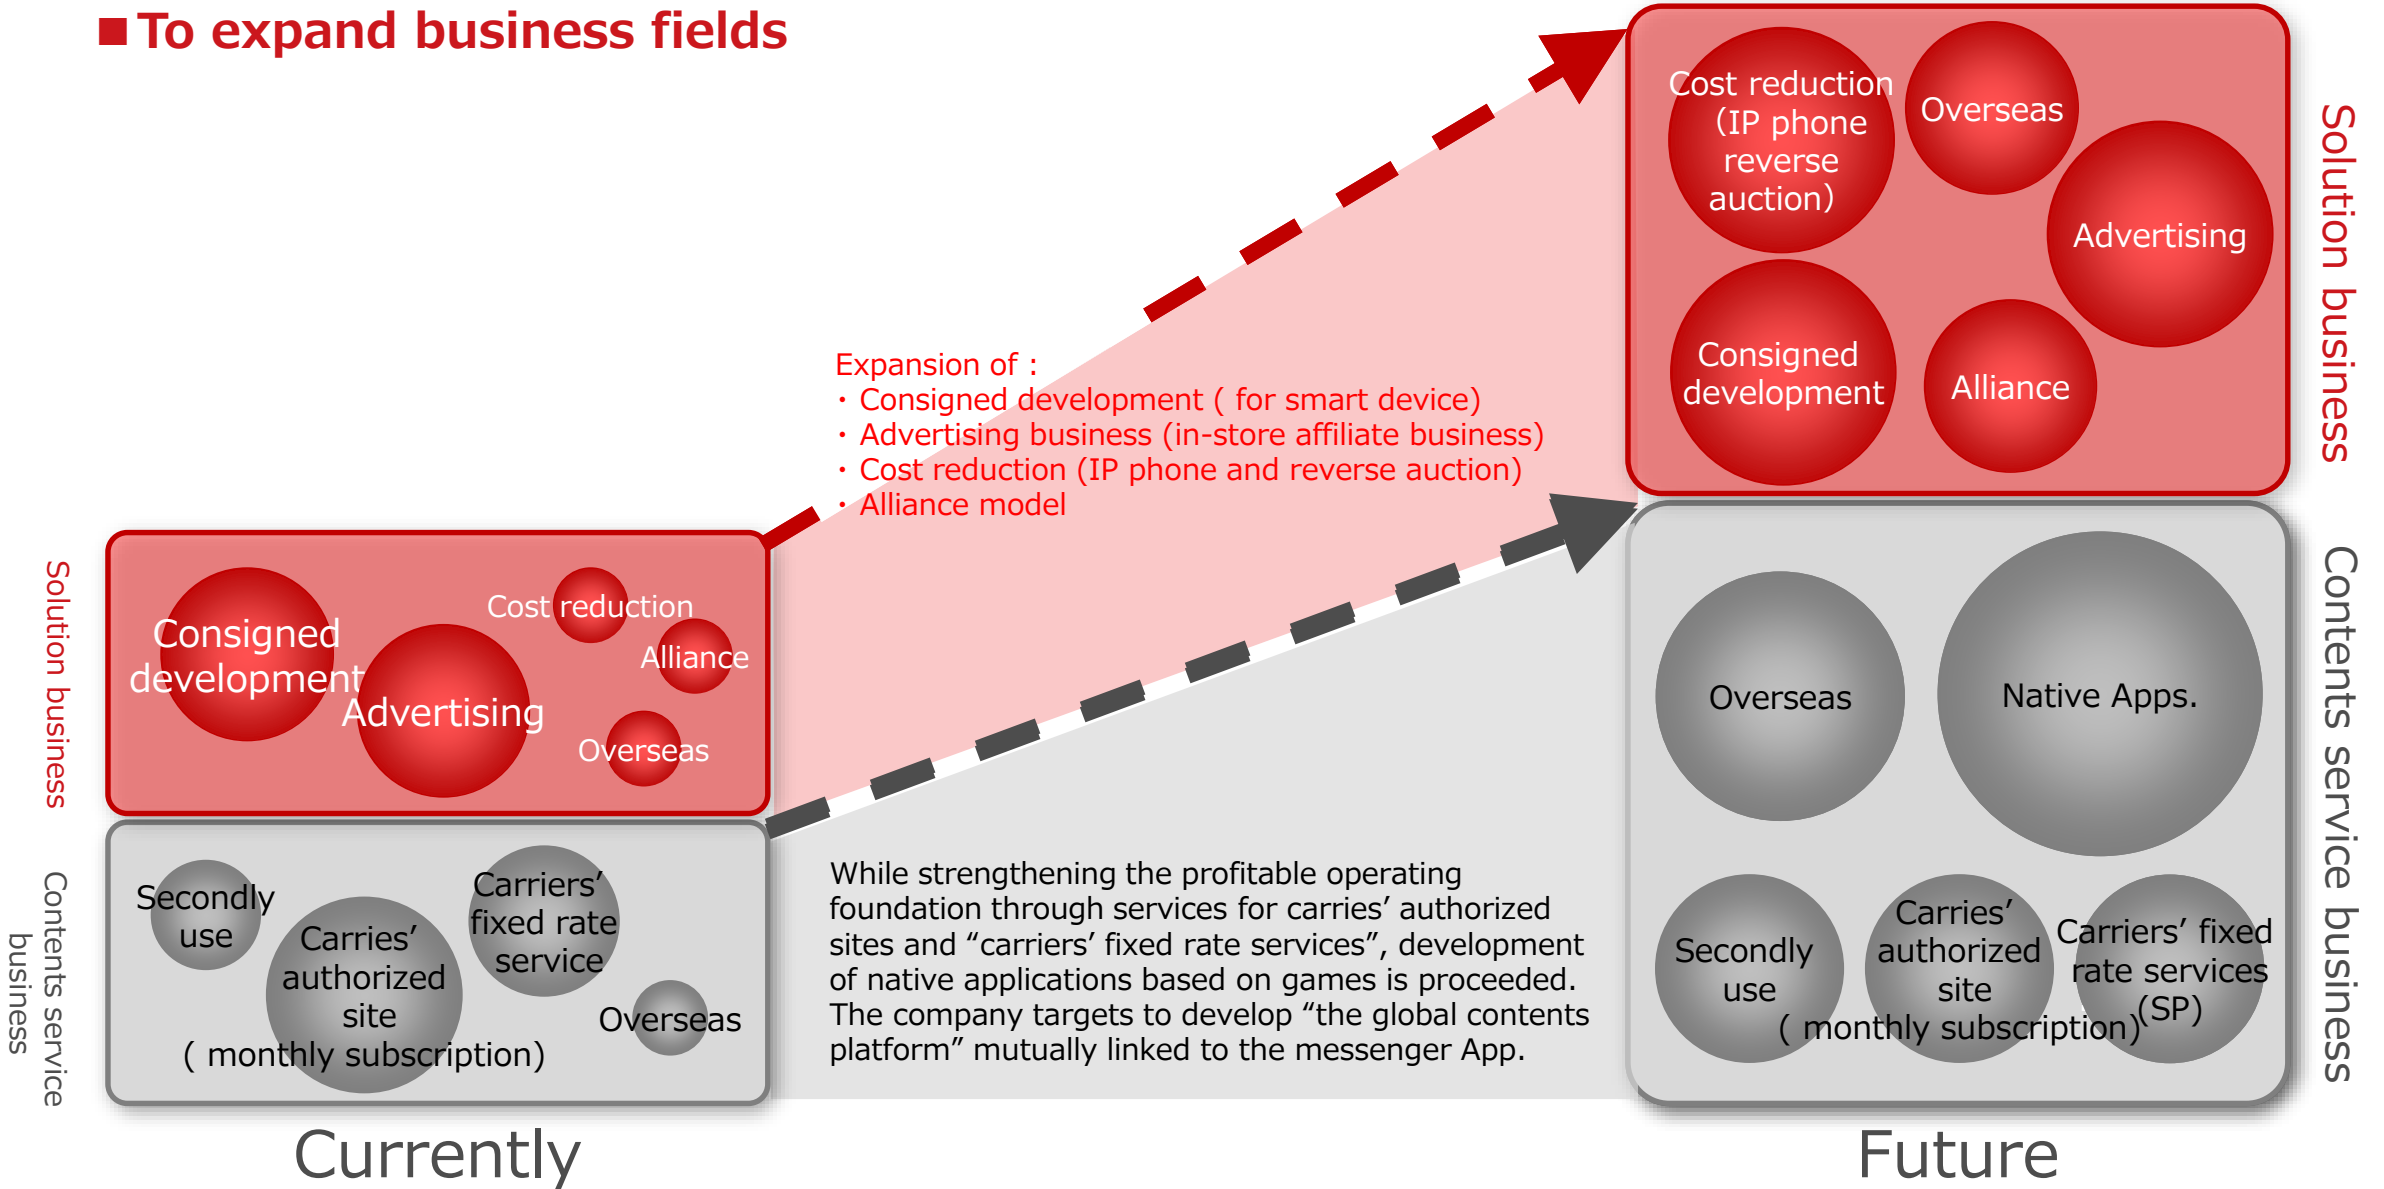 ■ To expand business fields
Solution business
Consigned
development
Advertising
Cost reduction
Alliance
Overseas
Contents service
business
Secondly
use
Carries’
authorized
site
( monthly subscription)
Carriers’
fixed rate
service
Overseas
Currently
Expansion of :
・Consigned development ( for smart device)
・Advertising business (in-store affiliate business)
・Cost reduction (IP phone and reverse auction)
・Alliance model
While strengthening the profitable operating
foundation through services for carries’ authorized
sites and “carriers’ fixed rate services”, development
of native applications based on games is proceeded.
The company targets to develop “the global contents
platform” mutually linked to the messenger App.
Cost reduction
(IP phone
reverse
auction)
Overseas
Advertising
Consigned
development
Alliance
Solution business
Overseas
Native Apps.
Secondly
use
Carries’
authorized
site
( monthly subscription)
Carriers’ fixed
rate services
(SP)
Contents service business
Future